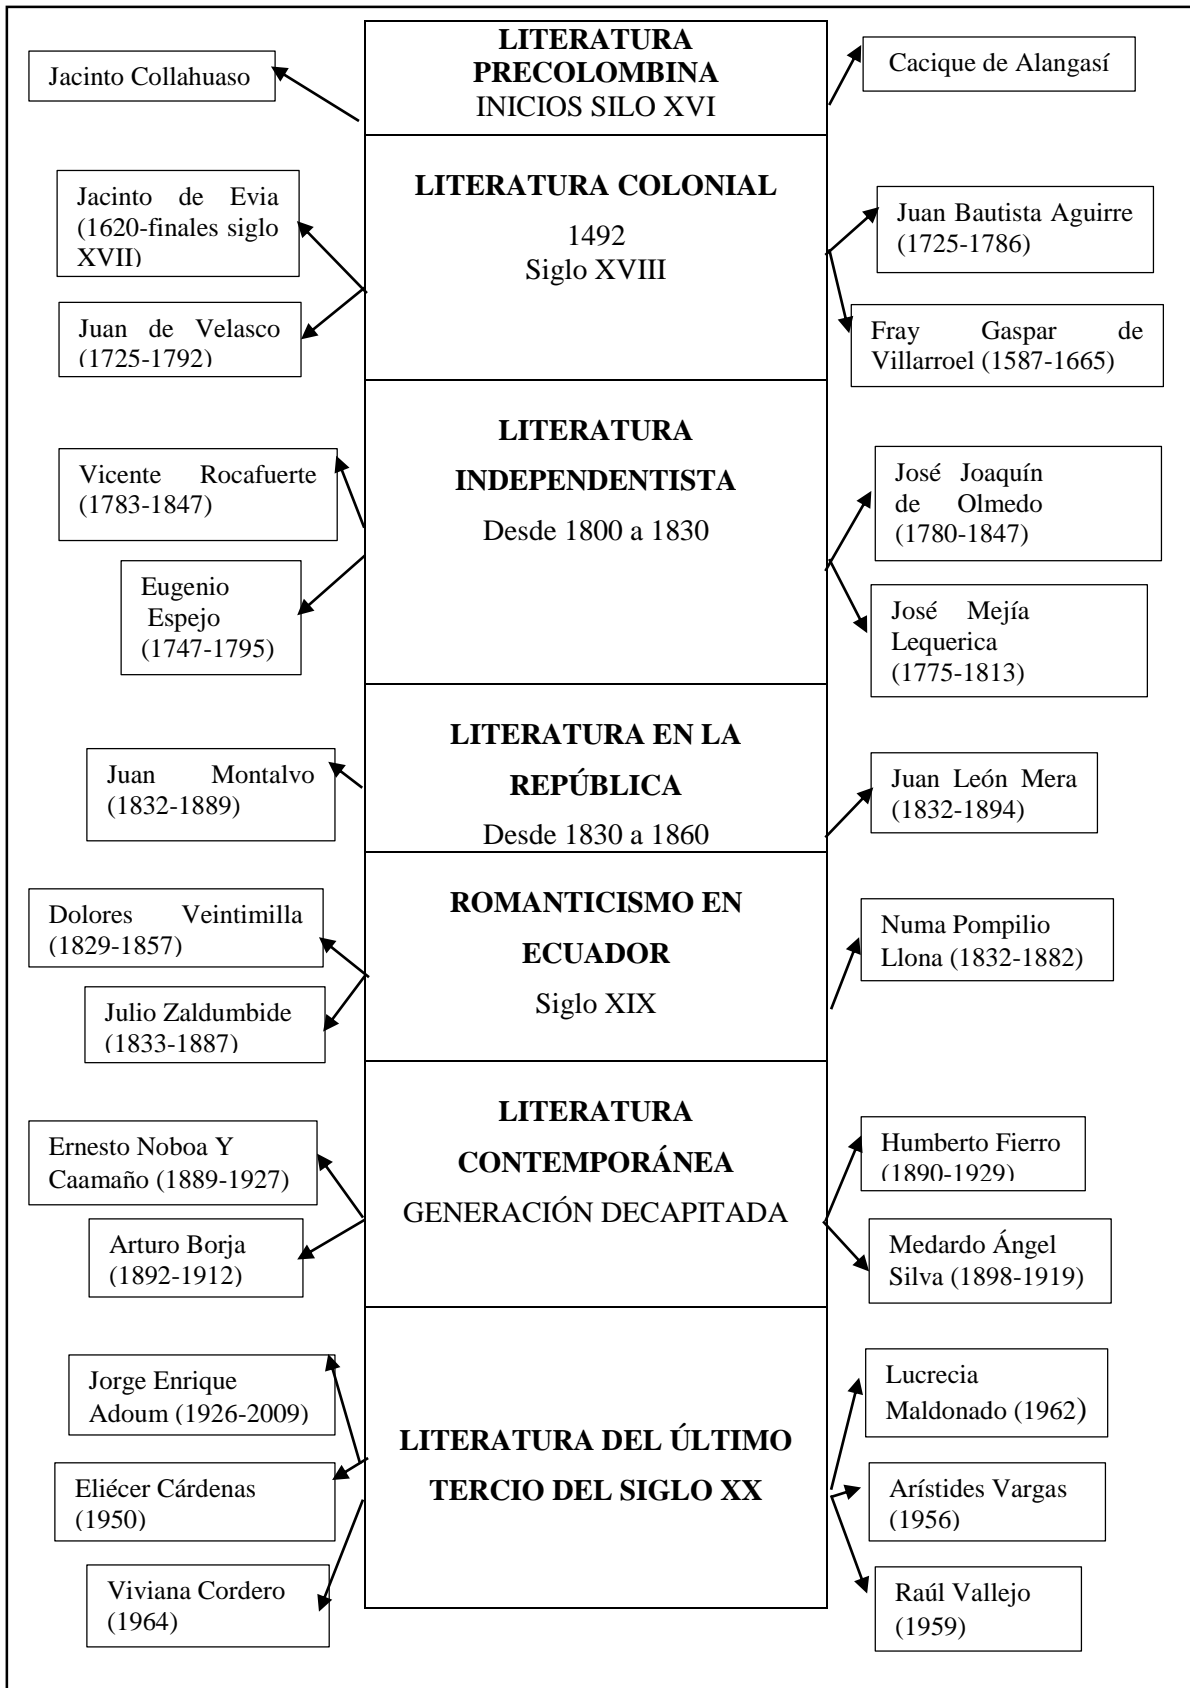 LITERATURA
PRECOLOMBINA
INICIOS SILO XVI
Jacinto Collahuaso
Cacique de Alangasí
LITERATURA COLONIAL
1492
Siglo XVIII
Jacinto de Evia
(1620-finales siglo
XVII)
Juan de Velasco
(1725-1792)
Juan Bautista Aguirre
(1725-1786)
Fray Gaspar de
Villarroel (1587-1665)
LITERATURA
INDEPENDENTISTA
Desde 1800 a 1830
Vicente Rocafuerte
(1783-1847)
Eugenio
Espejo
(1747-1795)
José Joaquín
de Olmedo
(1780-1847)
José Mejía
Lequerica
(1775-1813)
LITERATURA EN LA
REPÚBLICA
Desde 1830 a 1860
Juan Montalvo
(1832-1889)
Juan León Mera
(1832-1894)
ROMANTICISMO EN
ECUADOR
Siglo XIX
Dolores Veintimilla
(1829-1857)
Julio Zaldumbide
(1833-1887)
Numa Pompilio
Llona (1832-1882)
LITERATURA
CONTEMPORÁNEA
GENERACIÓN DECAPITADA
Ernesto Noboa Y
Caamaño (1889-1927)
Arturo Borja
(1892-1912)
Humberto Fierro
(1890-1929)
Medardo Ángel
Silva (1898-1919)
LITERATURA DEL ÚLTIMO
TERCIO DEL SIGLO XX
Jorge Enrique
Adoum (1926-2009)
Eliécer Cárdenas
(1950)
Viviana Cordero
(1964)
Lucrecia
Maldonado (1962)
Arístides Vargas
(1956)
Raúl Vallejo
(1959)